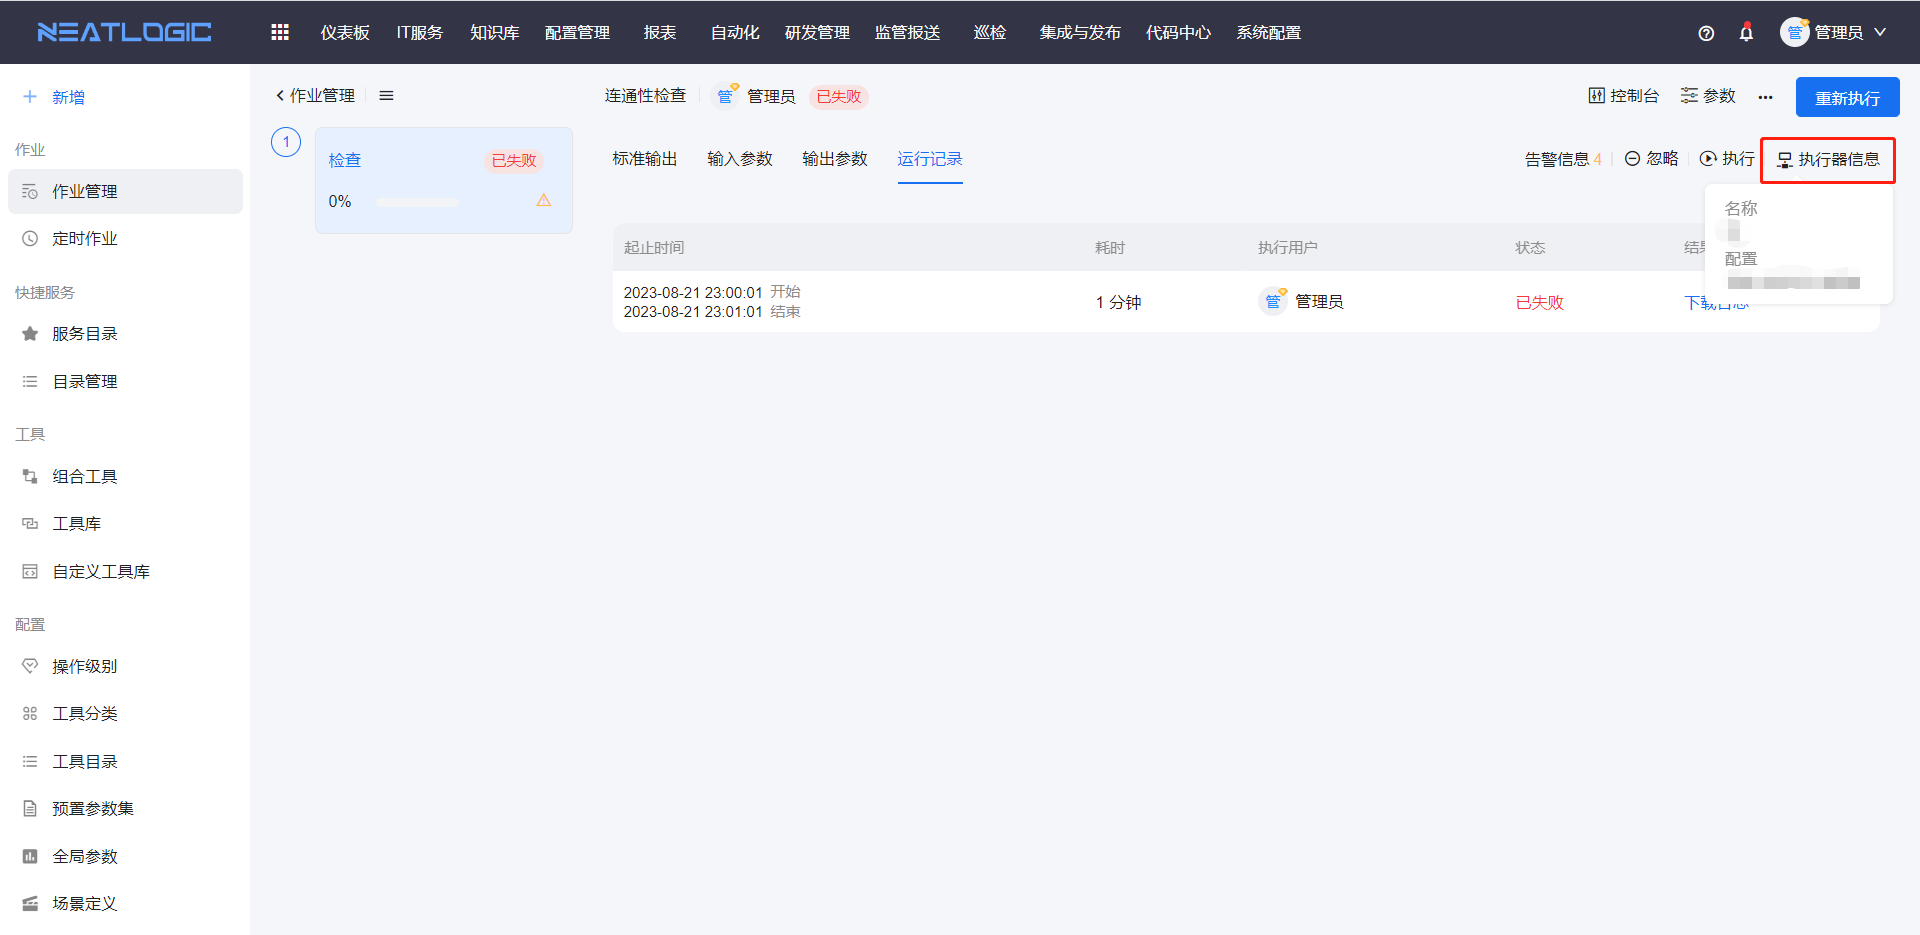 NEATLOGIC 仪表板 IT服务 知识库 配置管理 报表 自动化 研发管理 监管报送 巡检 集成与发布 代码中心 系统配置 管 管理员
新增
作业
作业管理
定时作业
快捷服务
服务目录
目录管理
工具
组合工具
工具库
自定义工具库
配置
操作级别
工具分类
工具目录
预置参数集
全局参数
场景定义
作业管理
连通性检查 管 管理员 已失败
控制台 参数 ··· 重新执行
1
检查 已失败
0%
标准输出 输入参数 输出参数 运行记录
告警信息 4 忽略 执行 执行器信息
名称
配置
起止时间 耗时 执行用户 状态
2023-08-21 23:00:01 开始
2023-08-21 23:01:01 结束
1 分钟 管 管理员 已失败 下载日志